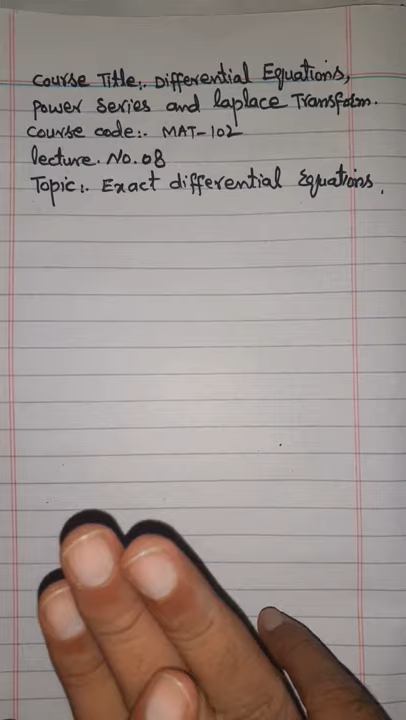 Course Title:. Differential Equations,
power Series and laplace Transform.
Course code:. MAT-102
lecture. No. 08
Topic:. Exact differential Equations.